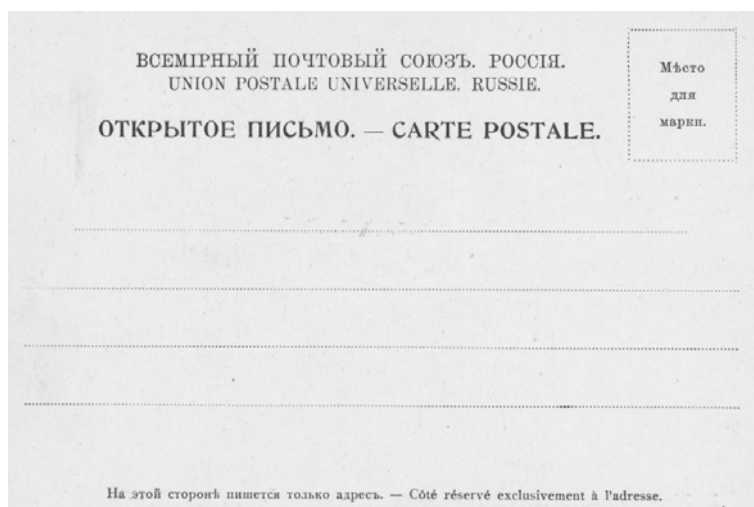 ВСЕМІРНЫЙ ПОЧТОВЫЙ СОЮЗЪ. РОССІЯ.
UNION POSTALE UNIVERSELLE. RUSSIE.
ОТКРЫТОЕ ПИСЬМО. — CARTE POSTALE.
Мѣсто
для
марки.
На этой сторонѣ пишется только адресъ. — Côté réservé exclusivement à l'adresse.